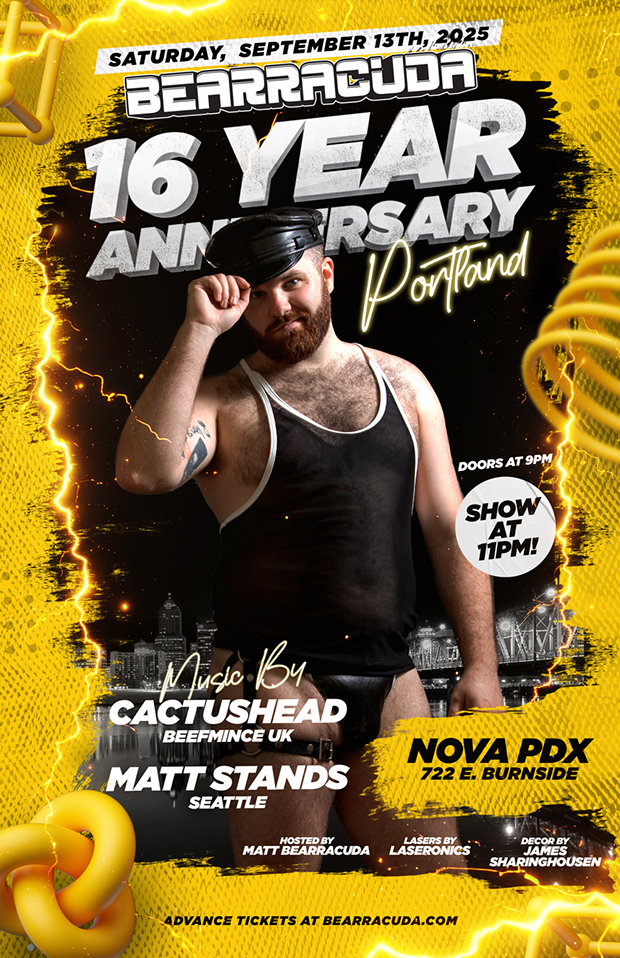 SATURDAY, SEPTEMBER 13TH, 2025
BEARRACUDA
16 YEAR
ANNIVERSARY
Portland
DOORS AT 9PM
SHOW
AT
11PM!
Music By
CACTUSHEAD
BEEFMINCE UK
MATT STANDS
SEATTLE
NOVA PDX
722 E. BURNSIDE
HOSTED BY
MATT BEARRACUDA
LASERS BY
LASERONICS
DECOR BY
JAMES
SHARINGHOUSEN
ADVANCE TICKETS AT BEARRACUDA.COM